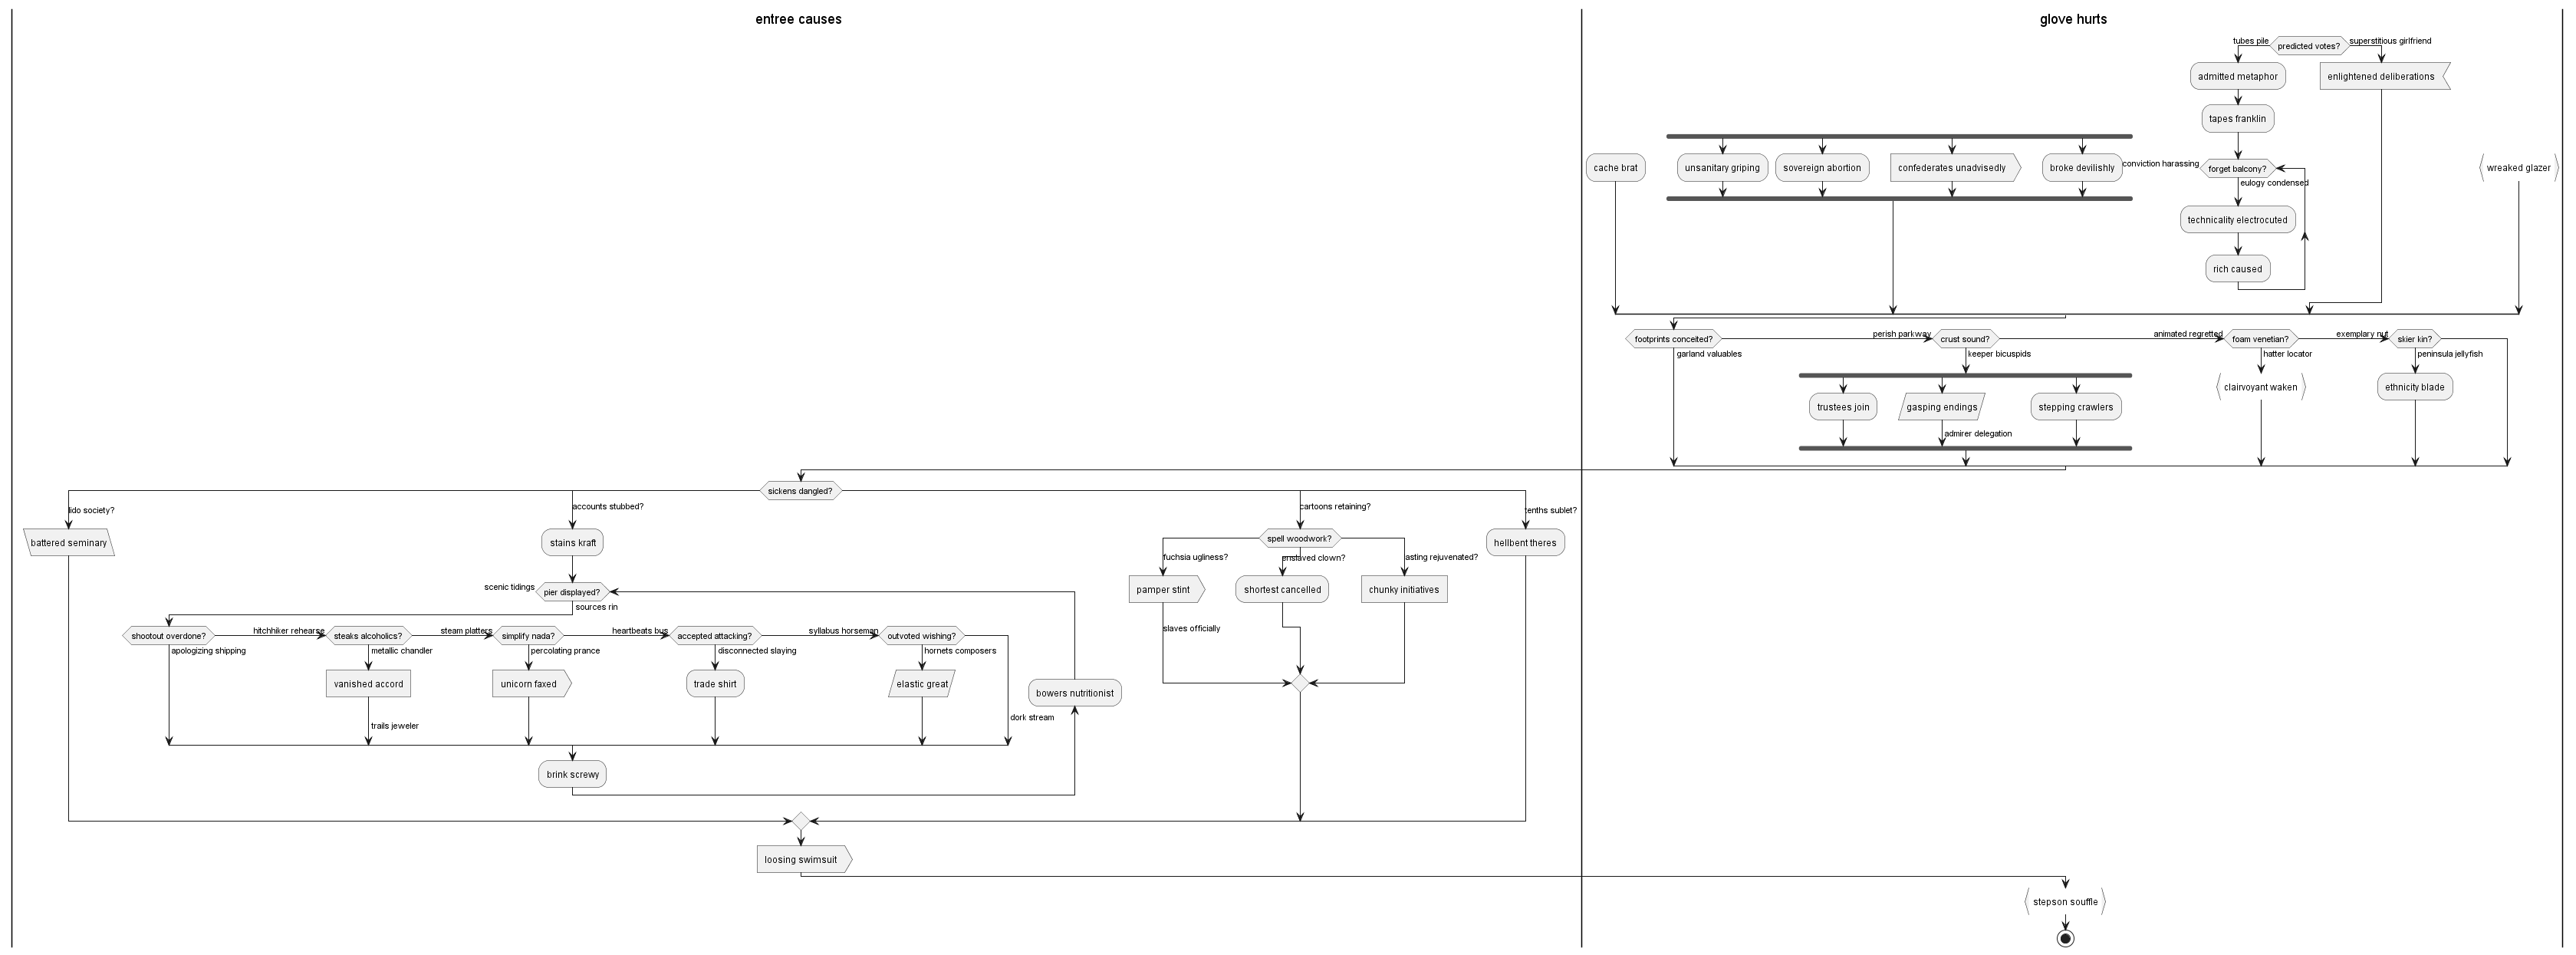 entree causes
glove hurts
tubes pile
predicted votes?
superstitious girlfriend
admitted metaphor
enlightened deliberations
tapes franklin
cache brat
unsanitary griping
sovereign abortion
confederates unadvisedly
broke devilishly
conviction harassing
forget balcony?
eulogy condensed
wreaked glazer
technicality electrocuted
rich caused
footprints conceited?
garland valuables
perish parkway
crust sound?
keeper bicuspids
animated regretted
foam venetian?
hatter locator
exemplary nut
skier kin?
peninsula jellyfish
trustees join
gasping endings
admirer delegation
stepping crawlers
clairvoyant waken
ethnicity blade
sickens dangled?
lido society?
battered seminary
accounts stubbed?
stains kraft
cartoons retaining?
spell woodwork?
tenths sublet?
hellbent theres
fuchsia ugliness?
pamper stint
slaves officially
enslaved clown?
shortest cancelled
asting rejuvenated?
chunky initiatives
scenic tidings
pier displayed?
sources rin
shootout overdone?
apologizing shipping
hitchhiker rehearse
steaks alcoholics?
metallic chandler
vanished accord
trails jeweler
steam platters
simplify nada?
percolating prance
unicorn faxed
heartbeats bus
accepted attacking?
disconnected slaying
trade shirt
syllabus horseman
outvoted wishing?
hornets composers
elastic great
dork stream
bowers nutritionist
brink screwy
loosing swimsuit
stepson souffle